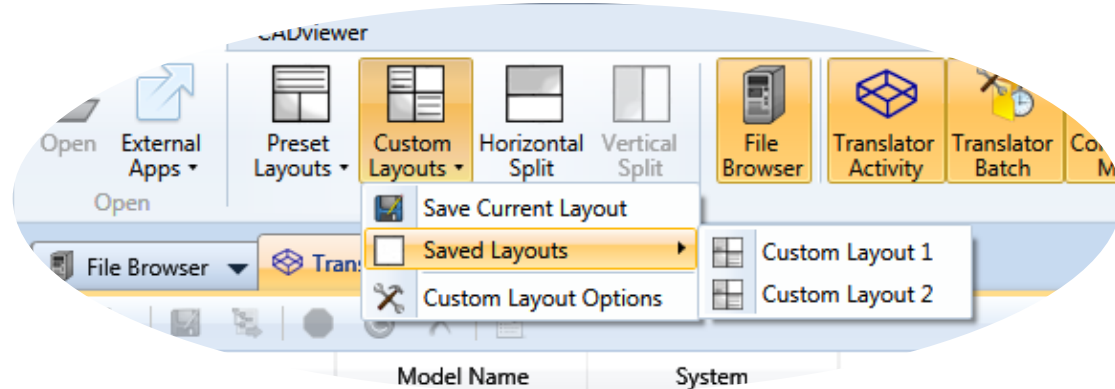 CADviewer
Open
External
Apps
Preset
Layouts
Custom
Layouts
Horizontal
Split
Vertical
Split
File
Browser
Translator
Activity
Translator
Batch
Open
Save Current Layout
Saved Layouts
Custom Layout Options
Custom Layout 1
Custom Layout 2
File Browser
Model Name
System